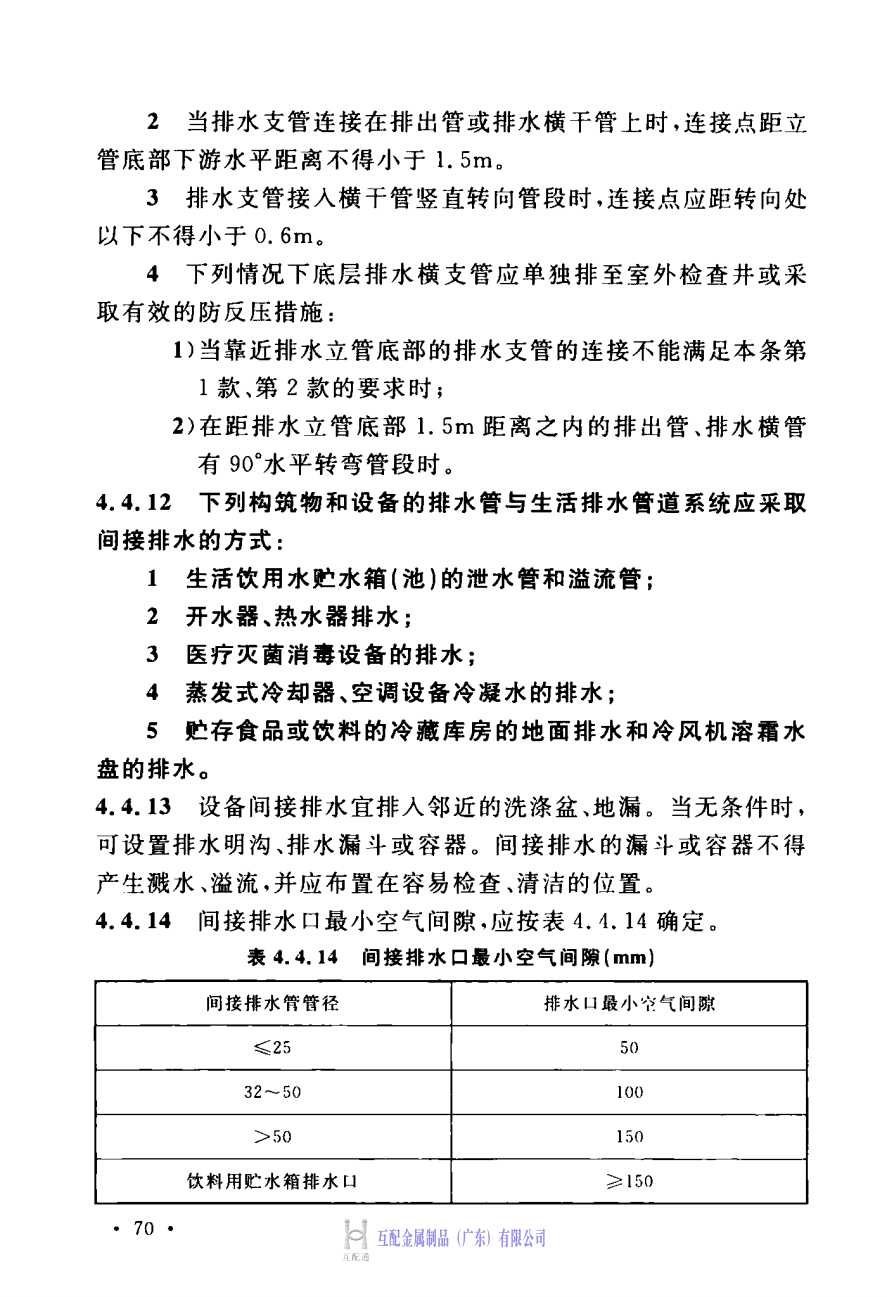 2 当排水支管连接在排出管或排水横干管上时,连接点距立
管底部下游水平距离不得小于 1.5m。
3 排水支管接入横干管竖直转向管段时,连接点应距转向处
以下不得小于 0.6m。
4 下列情况下底层排水横支管应单独排至室外检查井或采
取有效的防反压措施:
1)当靠近排水立管底部的排水支管的连接不能满足本条第
1 款、第 2 款的要求时;
2)在距排水立管底部 1.5m 距离之内的排出管、排水横管
有 90°水平转弯管段时。
4.4.12 下列构筑物和设备的排水管与生活排水管道系统应采取
间接排水的方式:
1 生活饮用水贮水箱(池)的泄水管和溢流管;
2 开水器、热水器排水;
3 医疗灭菌消毒设备的排水;
4 蒸发式冷却器、空调设备冷凝水的排水;
5 贮存食品或饮料的冷藏库房的地面排水和冷风机溶霜水
盘的排水。
4.4.13 设备间接排水宜排入邻近的洗涤盆、地漏。当无条件时,
可设置排水明沟、排水漏斗或容器。间接排水的漏斗或容器不得
产生溅水、溢流,并应布置在容易检查、清洁的位置。
4.4.14 间接排水口最小空气间隙,应按表 4.4.14 确定。
表 4.4.14 间接排水口最小空气间隙(mm)
间接排水管管径 排水口最小空气间隙
≤25 50
32～50 100
>50 150
饮料用贮水箱排水口 ≥150
· 70 ·
互配金属制品(广东)有限公司
互配通